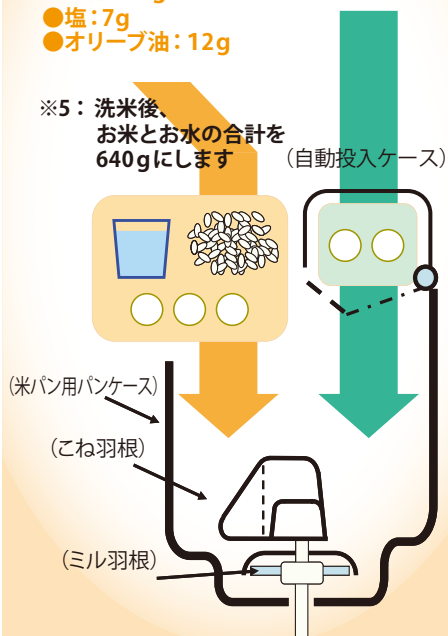 ●塩：7g
●オリーブ油：12g
※5：洗米後、
お米とお水の合計を
640gにします
（自動投入ケース）
（米パン用パンケース）
（こね羽根）
（ミル羽根）